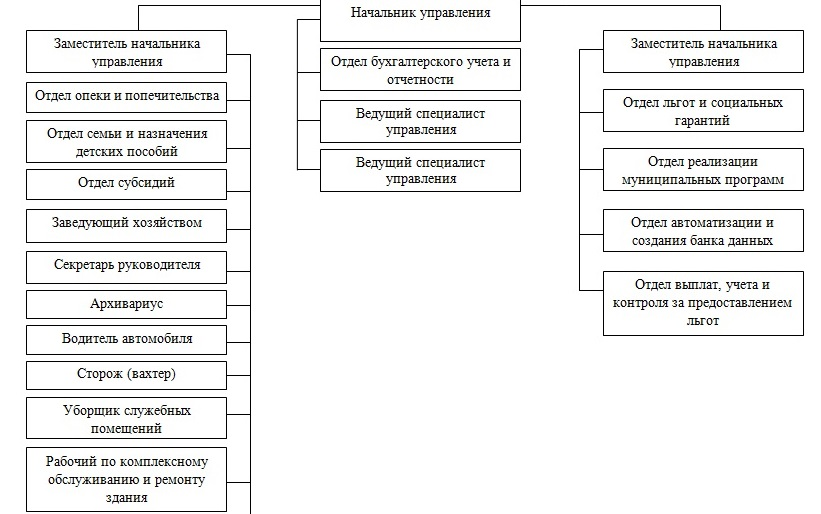 Начальник управления
Заместитель начальника
управления
Отдел опеки и попечительства
Отдел семьи и назначения
детских пособий
Отдел субсидий
Заведующий хозяйством
Секретарь руководителя
Архивариус
Водитель автомобиля
Сторож (вахтер)
Уборщик служебных
помещений
Рабочий по комплексному
обслуживанию и ремонту
здания
Отдел бухгалтерского учета и
отчетности
Ведущий специалист
управления
Ведущий специалист
управления
Заместитель начальника
управления
Отдел льгот и социальных
гарантий
Отдел реализации
муниципальных программ
Отдел автоматизации и
создания банка данных
Отдел выплат, учета и
контроля за предоставлением
льгот